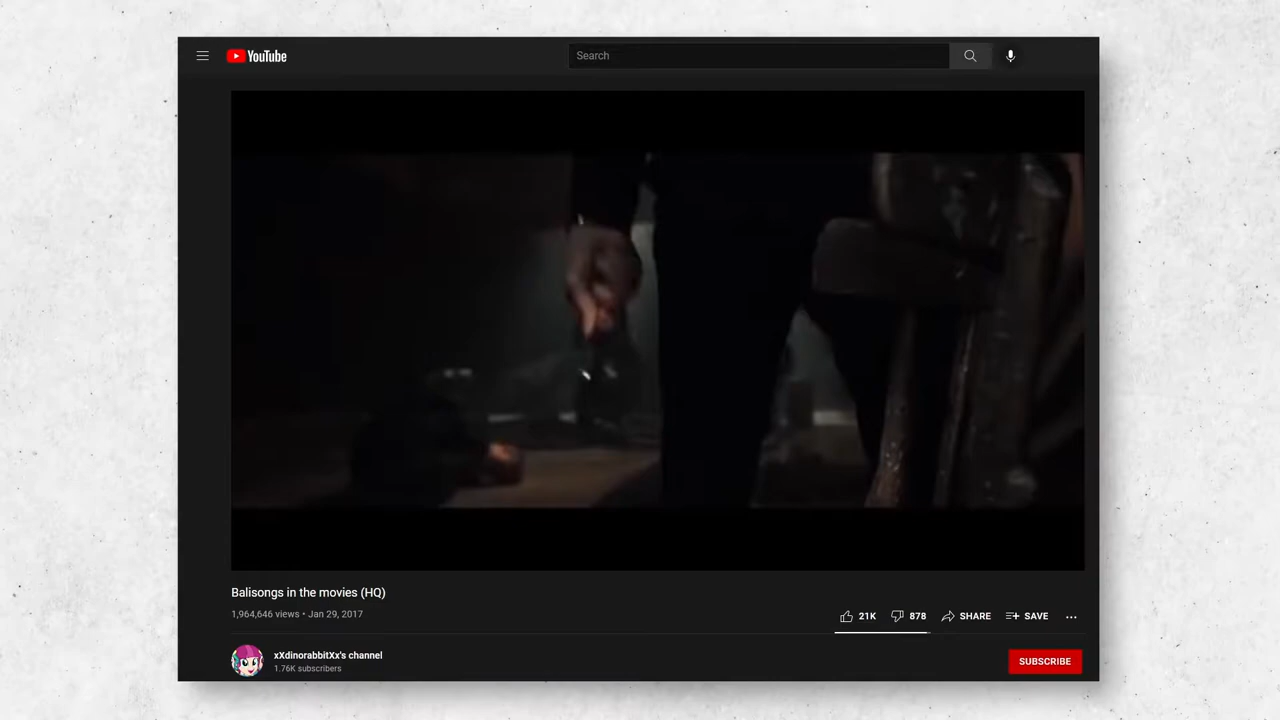 YouTube
Search
Balisongs in the movies (HQ)
1,964,646 views • Jan 29, 2017
21K
878
SHARE
SAVE
xXdinorabbitXx's channel
1.76K subscribers
SUBSCRIBE